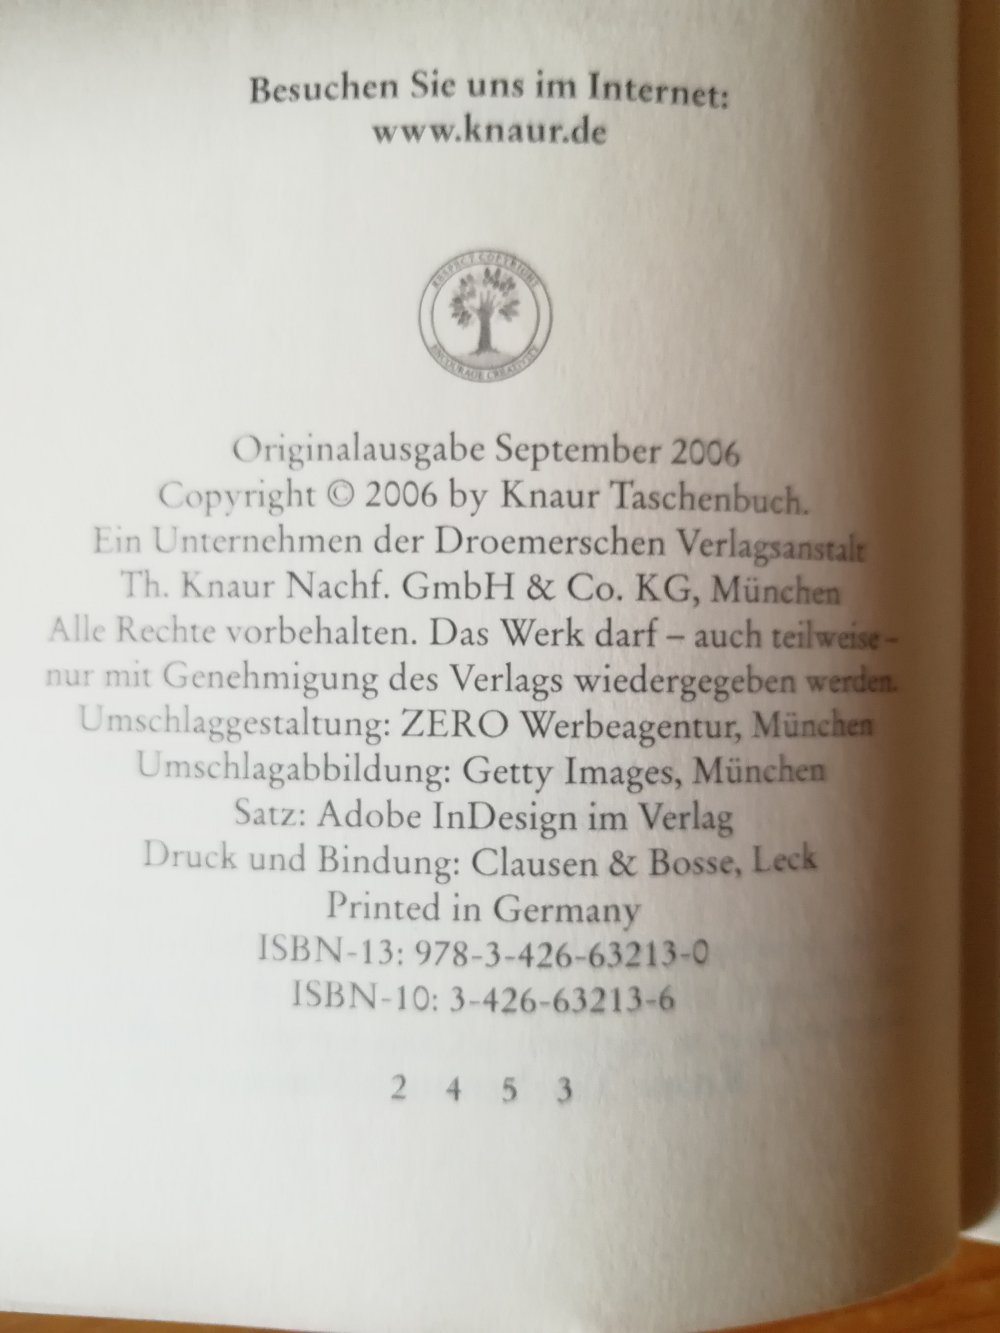 Besuchen Sie uns im Internet:
www.knaur.de
RESPECT COPYRIGHT
ENCOURAGE CREATIVITY
Originalausgabe September 2006
Copyright © 2006 by Knaur Taschenbuch.
Ein Unternehmen der Droemerschen Verlagsanstalt
Th. Knaur Nachf. GmbH & Co. KG, München
Alle Rechte vorbehalten. Das Werk darf – auch teilweise –
nur mit Genehmigung des Verlags wiedergegeben werden.
Umschlaggestaltung: ZERO Werbeagentur, München
Umschlagabbildung: Getty Images, München
Satz: Adobe InDesign im Verlag
Druck und Bindung: Clausen & Bosse, Leck
Printed in Germany
ISBN-13: 978-3-426-63213-0
ISBN-10: 3-426-63213-6
2 4 5 3